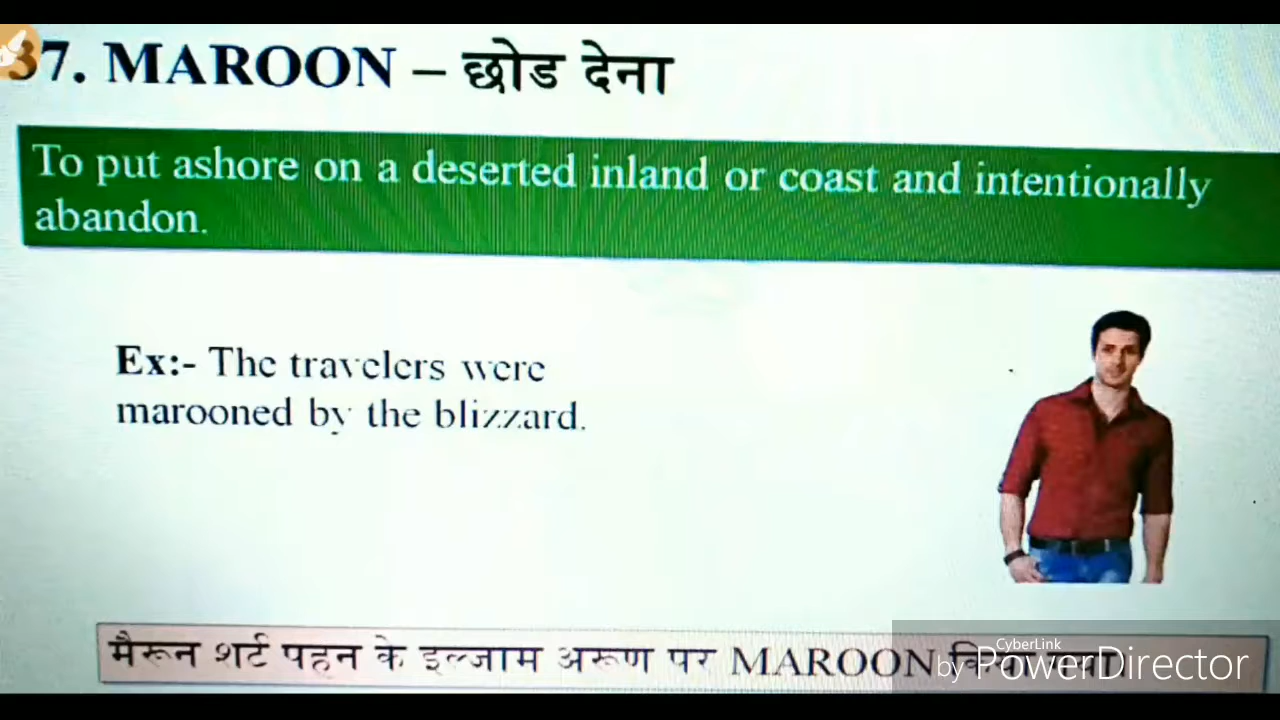 37. MAROON – छोड देना
To put ashore on a deserted inland or coast and intentionally
abandon.
Ex:- The travelers were
marooned by the blizzard.
मैरून शर्ट पहन के इल्जाम अरूण पर MAROON
CyberLink
by PowerDirector